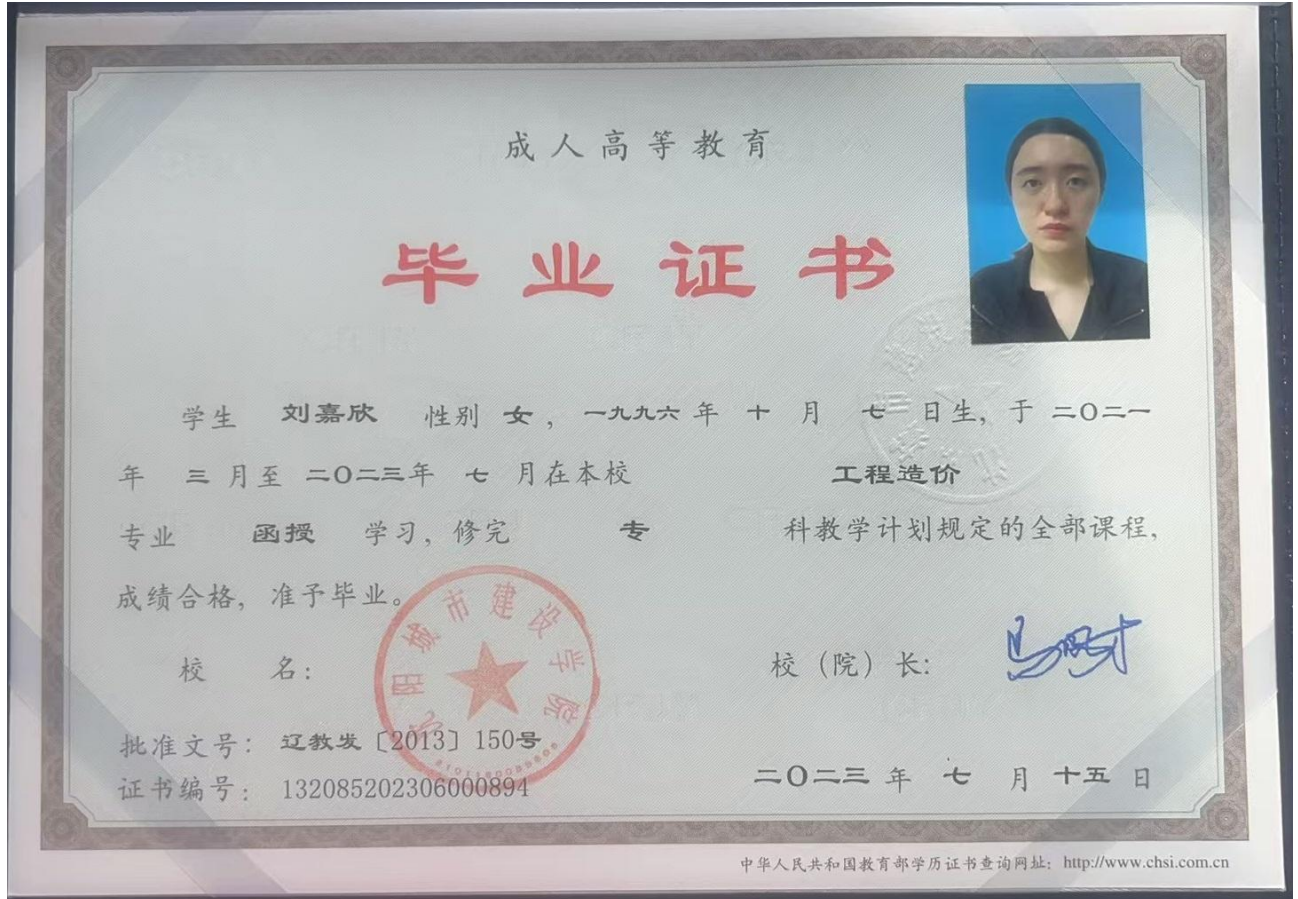 成人高等教育
毕业证书
学生 刘嘉欣 性别 女，一九九六 年 十 月 七 日生，于 二〇二一
年 三 月至 二〇二三年 七 月在本校 工程造价
专业 函授 学习，修完 专 科教学计划规定的全部课程，
成绩合格，准予毕业。
阳城市建设学院
校 名： 校（院）长：
批准文号：辽教发〔2013〕150号
证书编号：132085202306000894
二〇二三 年 七 月 十五 日
中华人民共和国教育部学历证书查询网址：http://www.chsi.com.cn